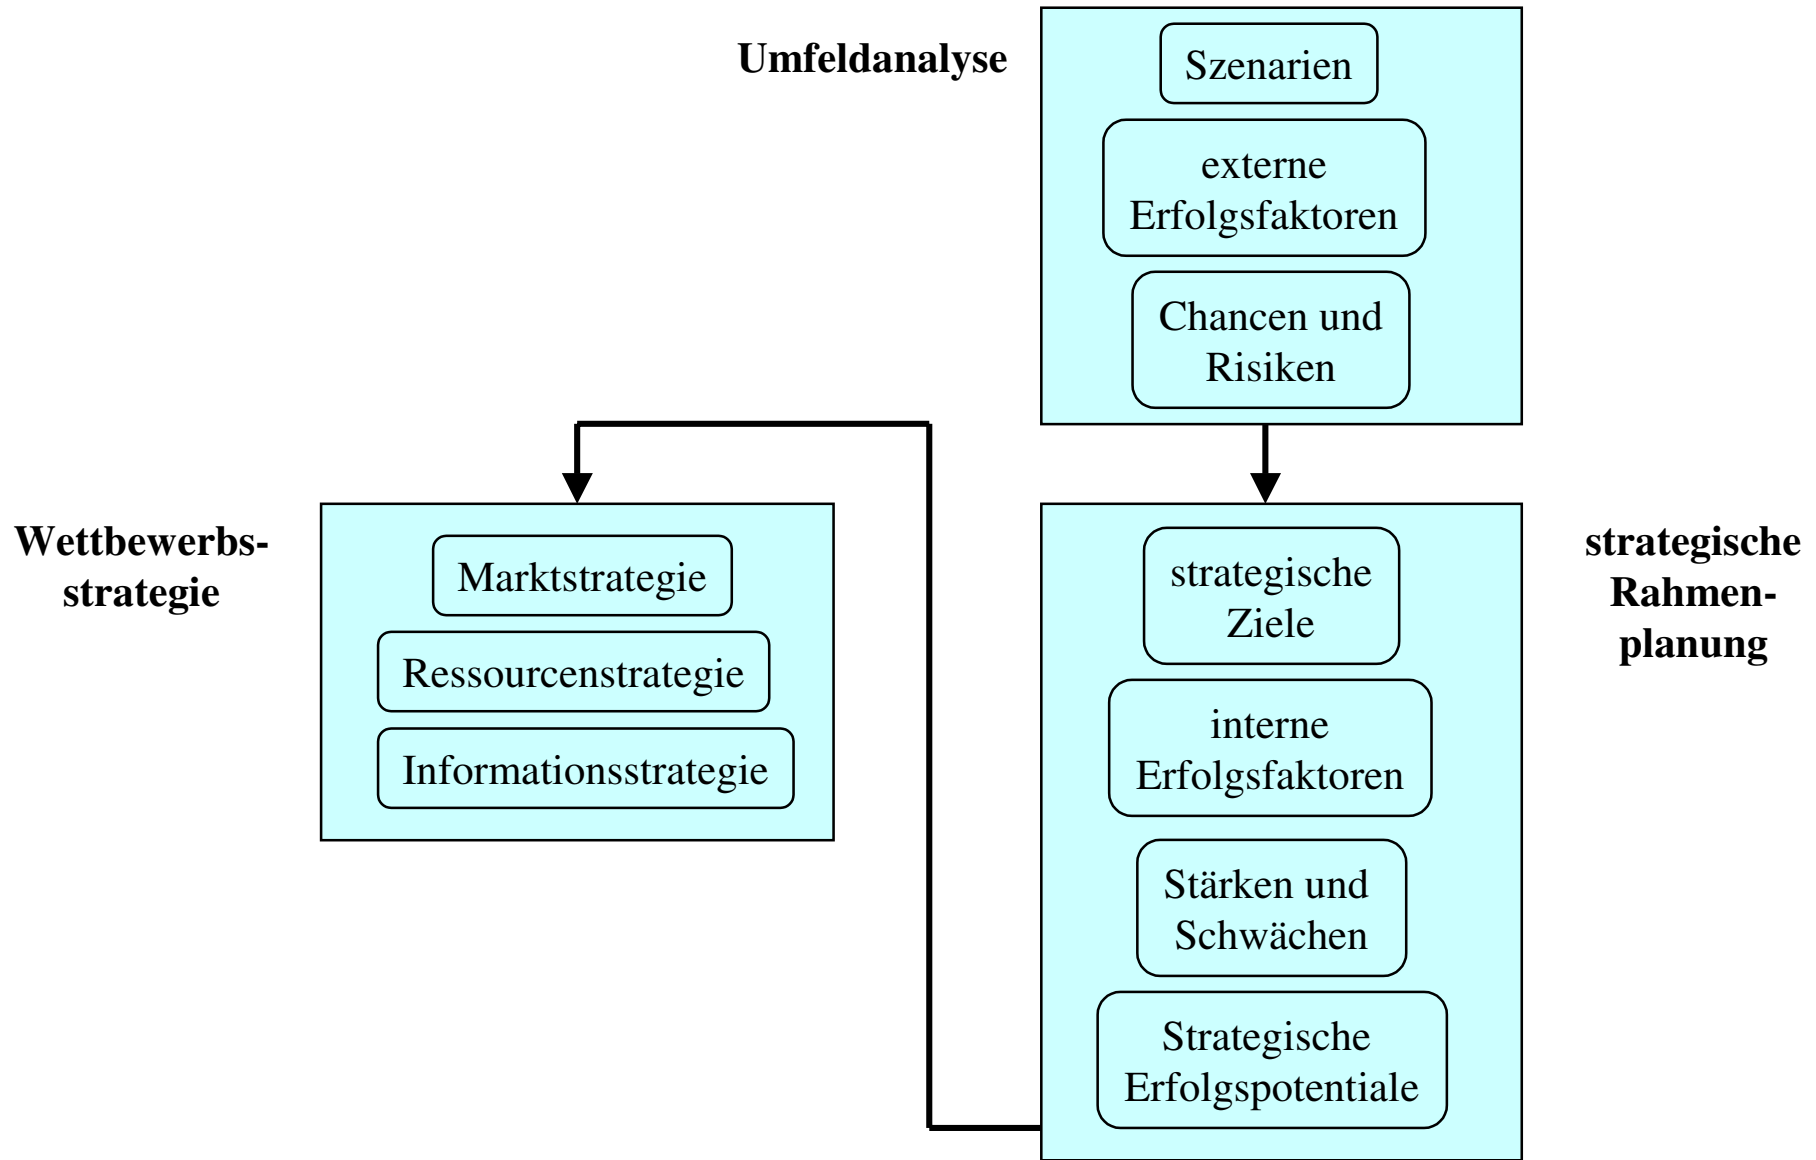 Umfeldanalyse
Szenarien
externe
Erfolgsfaktoren
Chancen und
Risiken
Wettbewerbs-
strategie
Marktstrategie
Ressourcenstrategie
Informationsstrategie
strategische
Ziele
interne
Erfolgsfaktoren
Stärken und
Schwächen
Strategische
Erfolgspotentiale
strategische
Rahmen-
planung